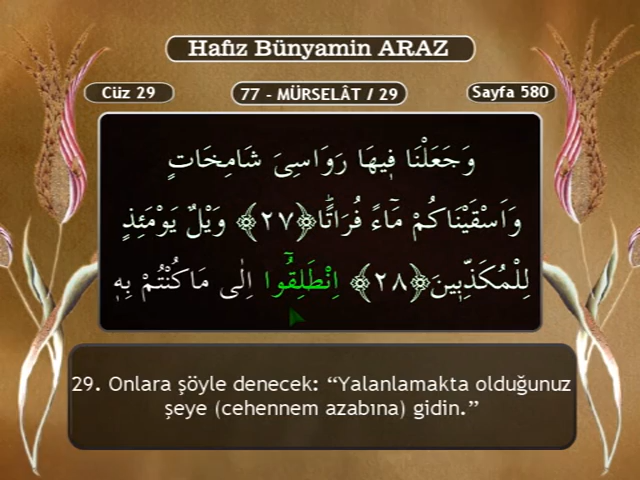 Hafız Bünyamin ARAZ
Cüz 29
77 - MÜRSELÂT / 29
Sayfa 580
وَجَعَلْنَا فٖيهَا رَوَاسِىَ شَامِخَاتٍ
وَاَسْقَيْنَاكُمْ مَٓاءً فُرَاتًاؕ ﴿٢٧﴾ وَيْلٌ يَوْمَئِذٍ
لِلْمُكَذِّبٖينَ ﴿٢٨﴾ اِنْطَلِقُٓوا اِلٰى مَاكُنْتُمْ بِهٖ
29. Onlara şöyle denecek: “Yalanlamakta olduğunuz
şeye (cehennem azabına) gidin.”